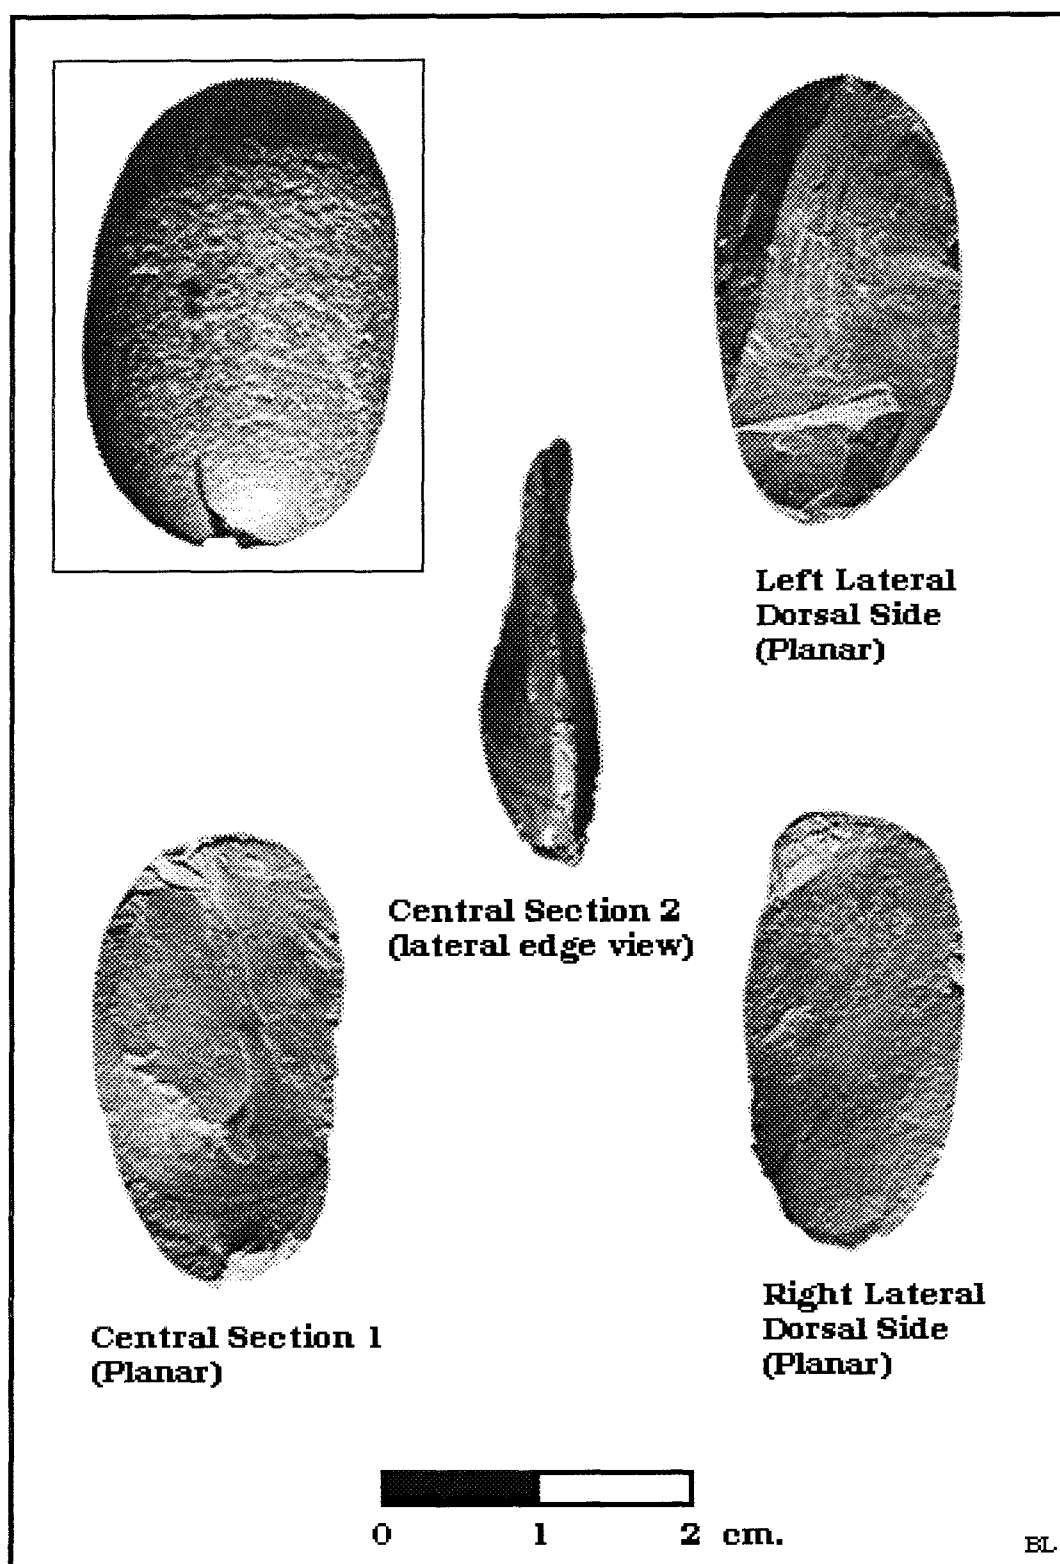 Left Lateral
Dorsal Side
(Planar)
Central Section 2
(lateral edge view)
Central Section 1
(Planar)
Right Lateral
Dorsal Side
(Planar)
0 1 2 cm.
BL